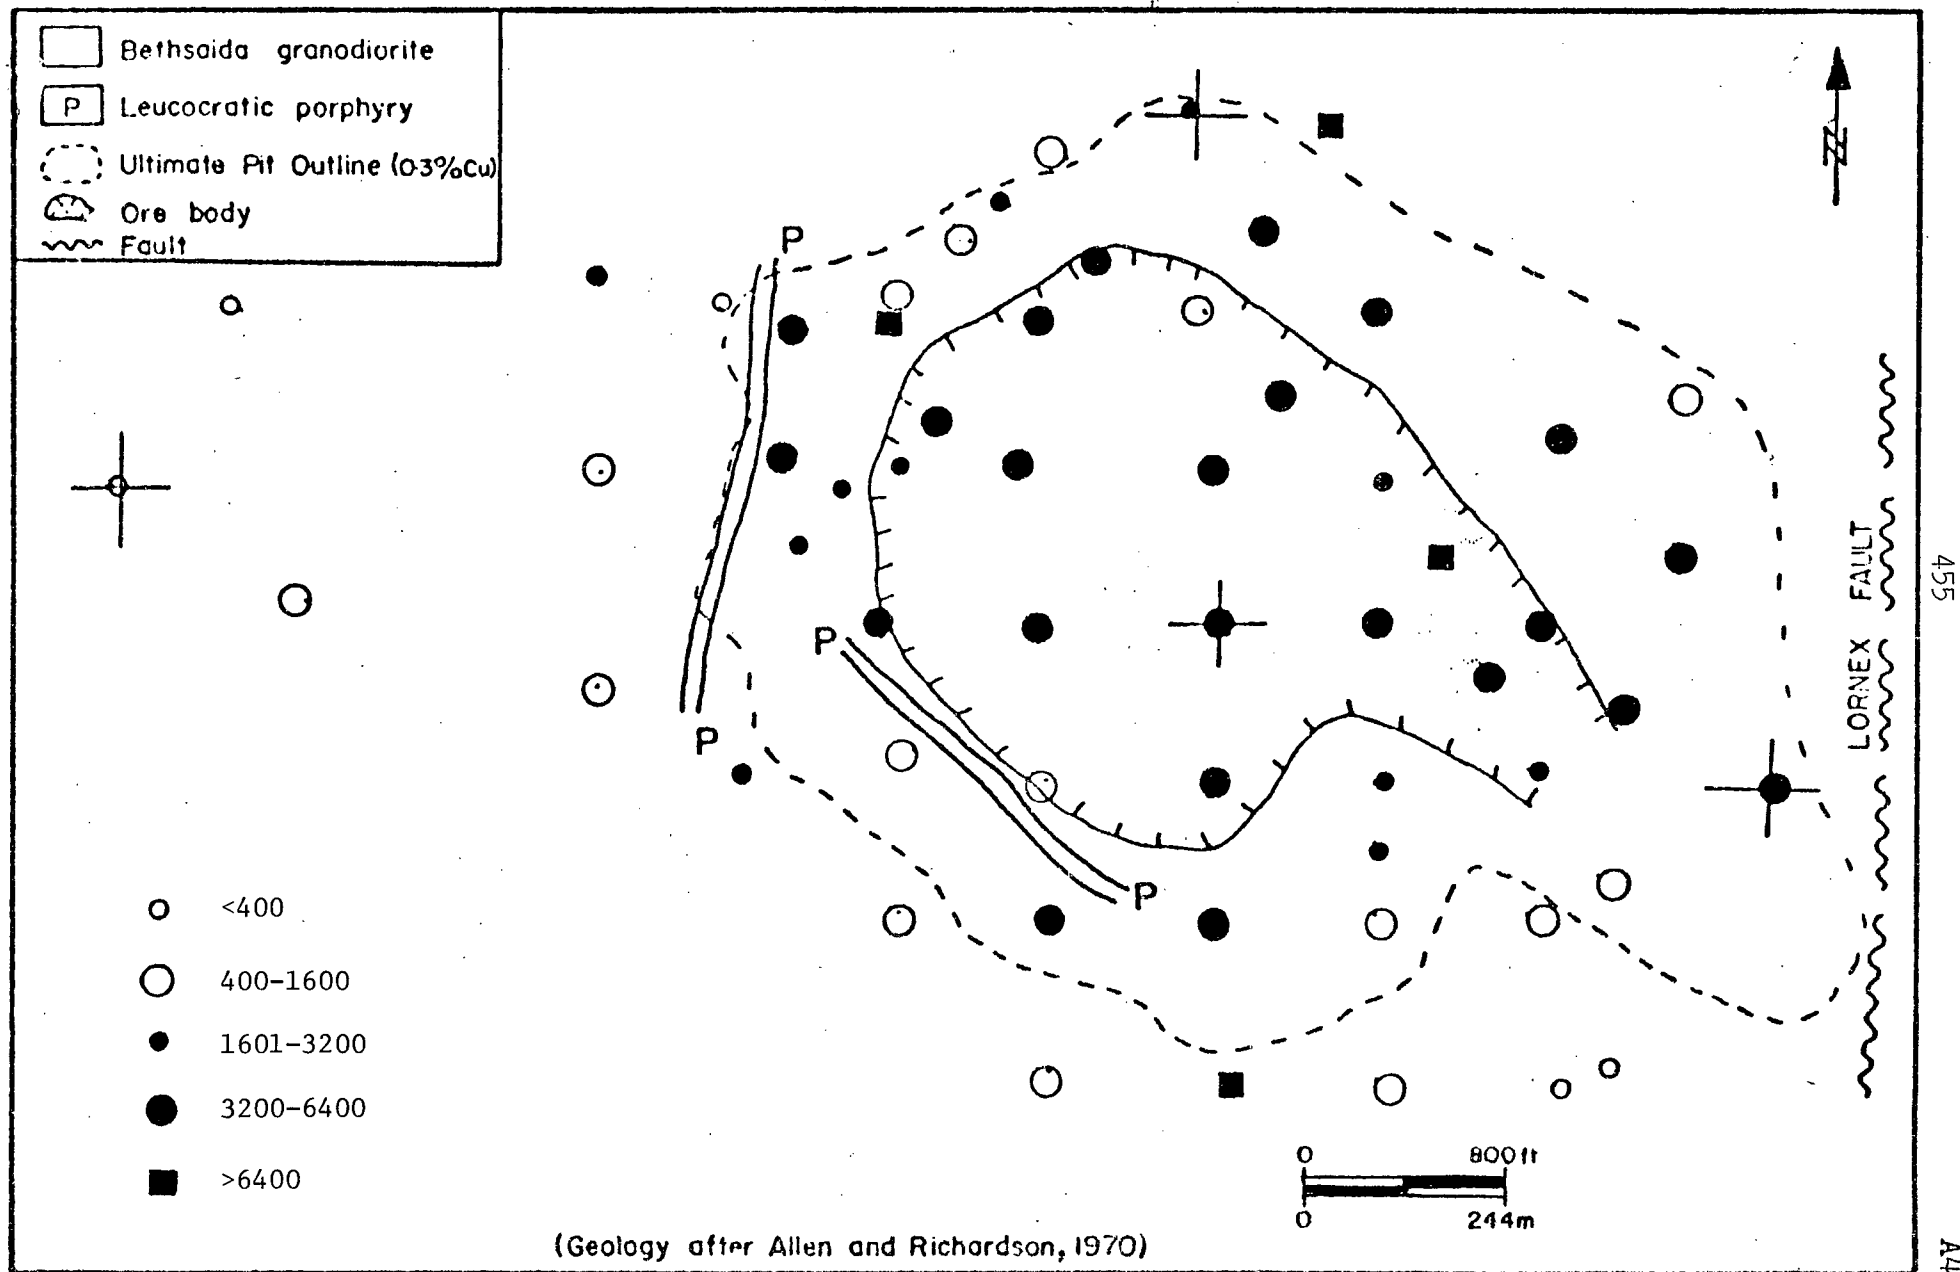 Bethsaida granodiorite
P Leucocratic porphyry
Ultimate Pit Outline (0.3%Cu)
Ore body
Fault
N
P
P
P
P
LORNEX FAULT
455
<400
400-1600
1601-3200
3200-6400
>6400
0 800ft
0 244m
(Geology after Allen and Richardson, 1970)